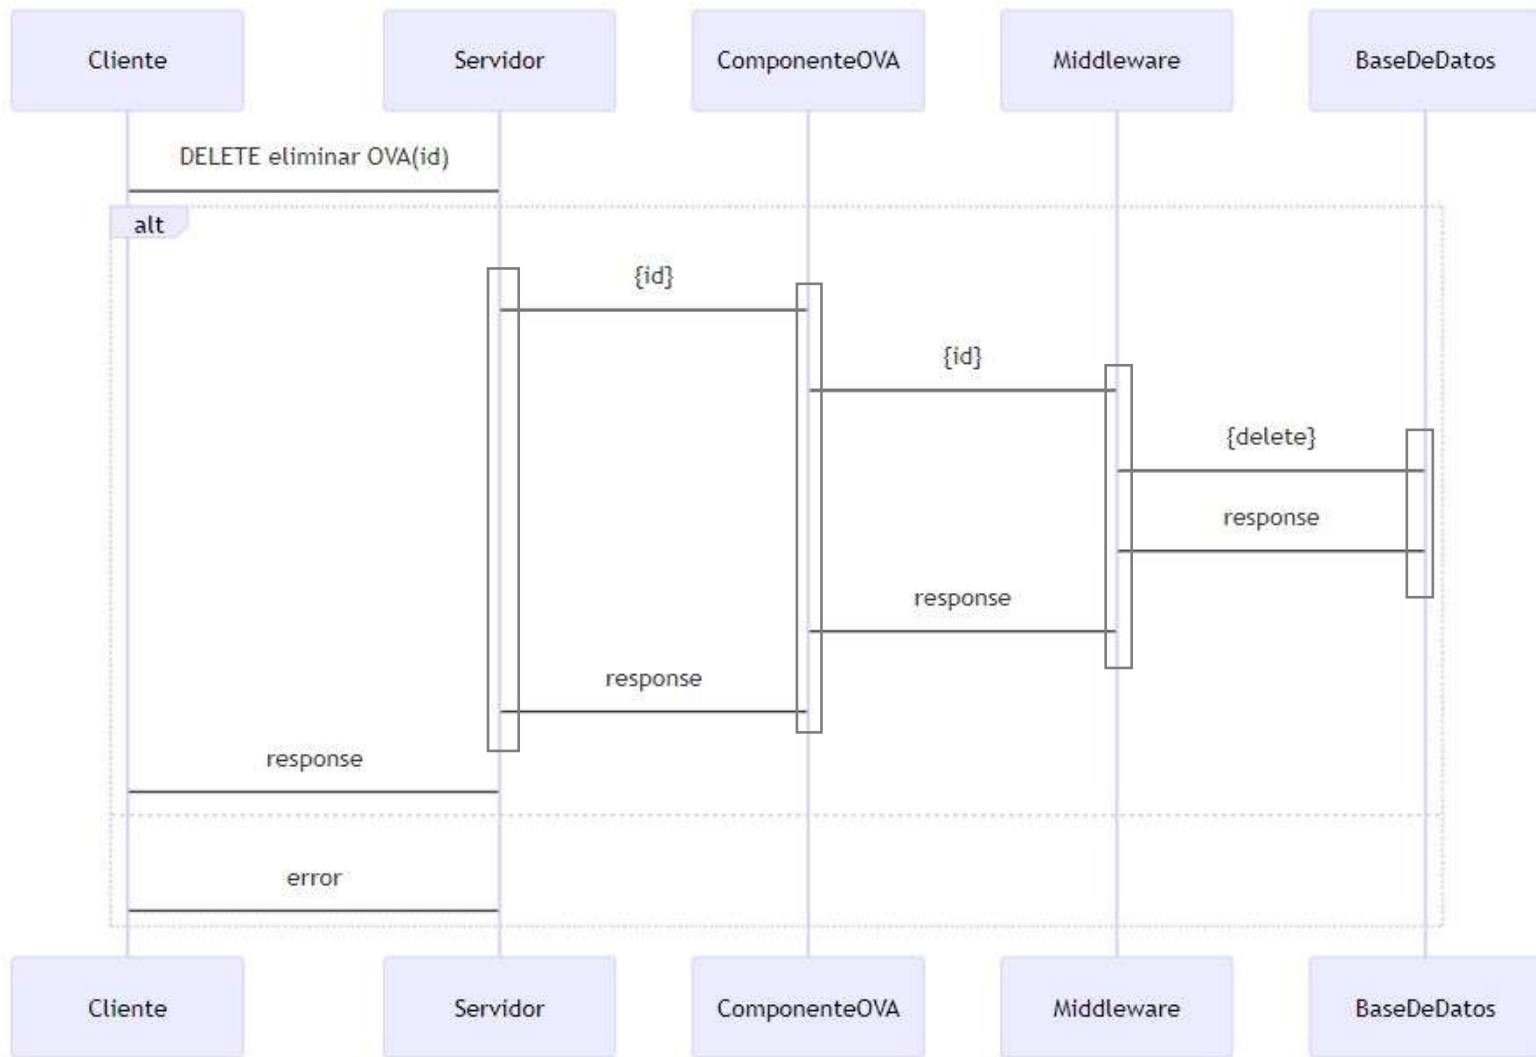 Cliente
Servidor
ComponenteOVA
Middleware
BaseDeDatos
DELETE eliminar OVA(id)
alt
{id}
{id}
{delete}
response
response
response
response
error
Cliente
Servidor
ComponenteOVA
Middleware
BaseDeDatos